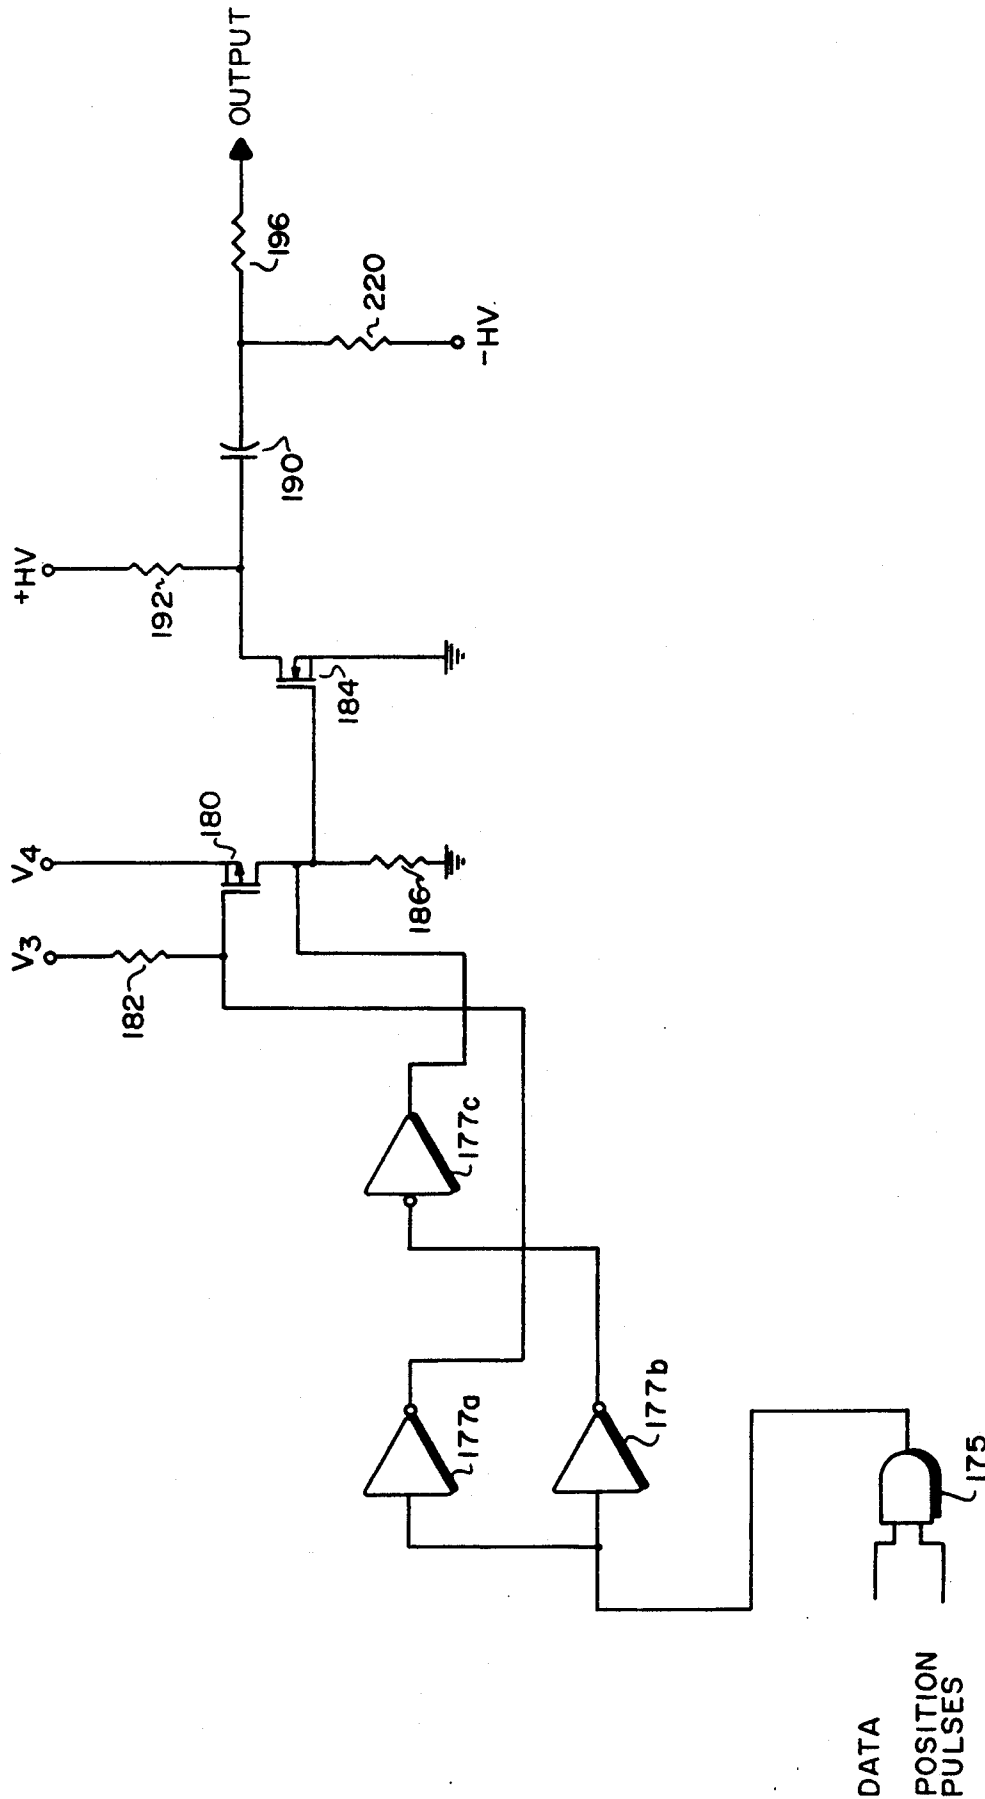 DATA
POSITION
PULSES
175
177a
177b
177c
V3
182
V4
180
186
184
+HV
192
190
220
-HV.
196
OUTPUT